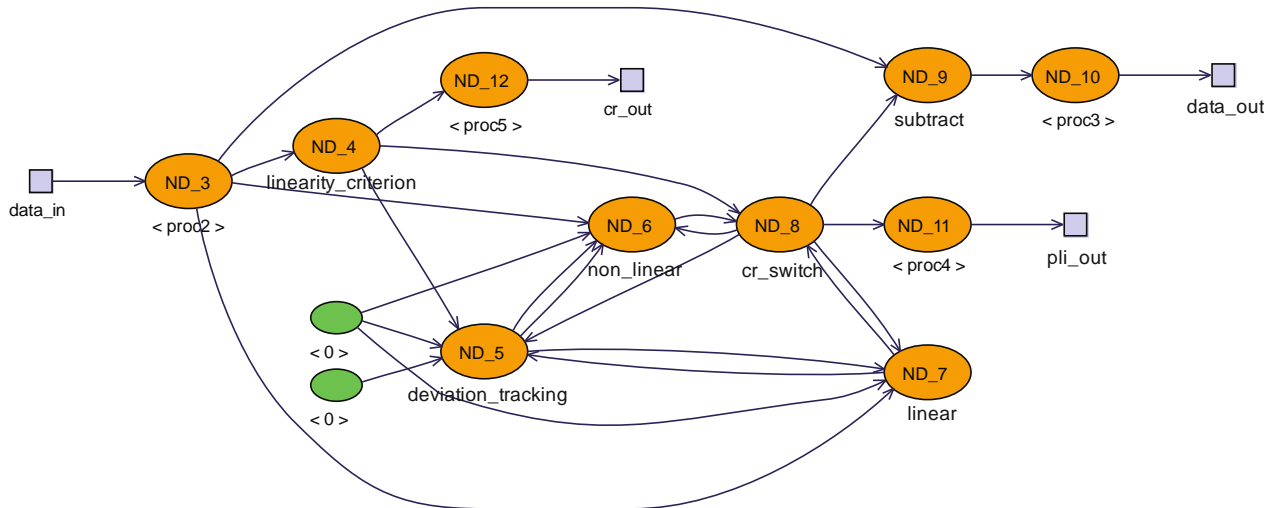 ND_12
cr_out
< proc5 >
ND_9
subtract
ND_10
< proc3 >
data_out
ND_4
linearity_criterion
data_in
ND_3
< proc2 >
ND_6
non_linear
ND_8
cr_switch
ND_11
< proc4 >
pli_out
< 0 >
< 0 >
ND_5
deviation_tracking
ND_7
linear